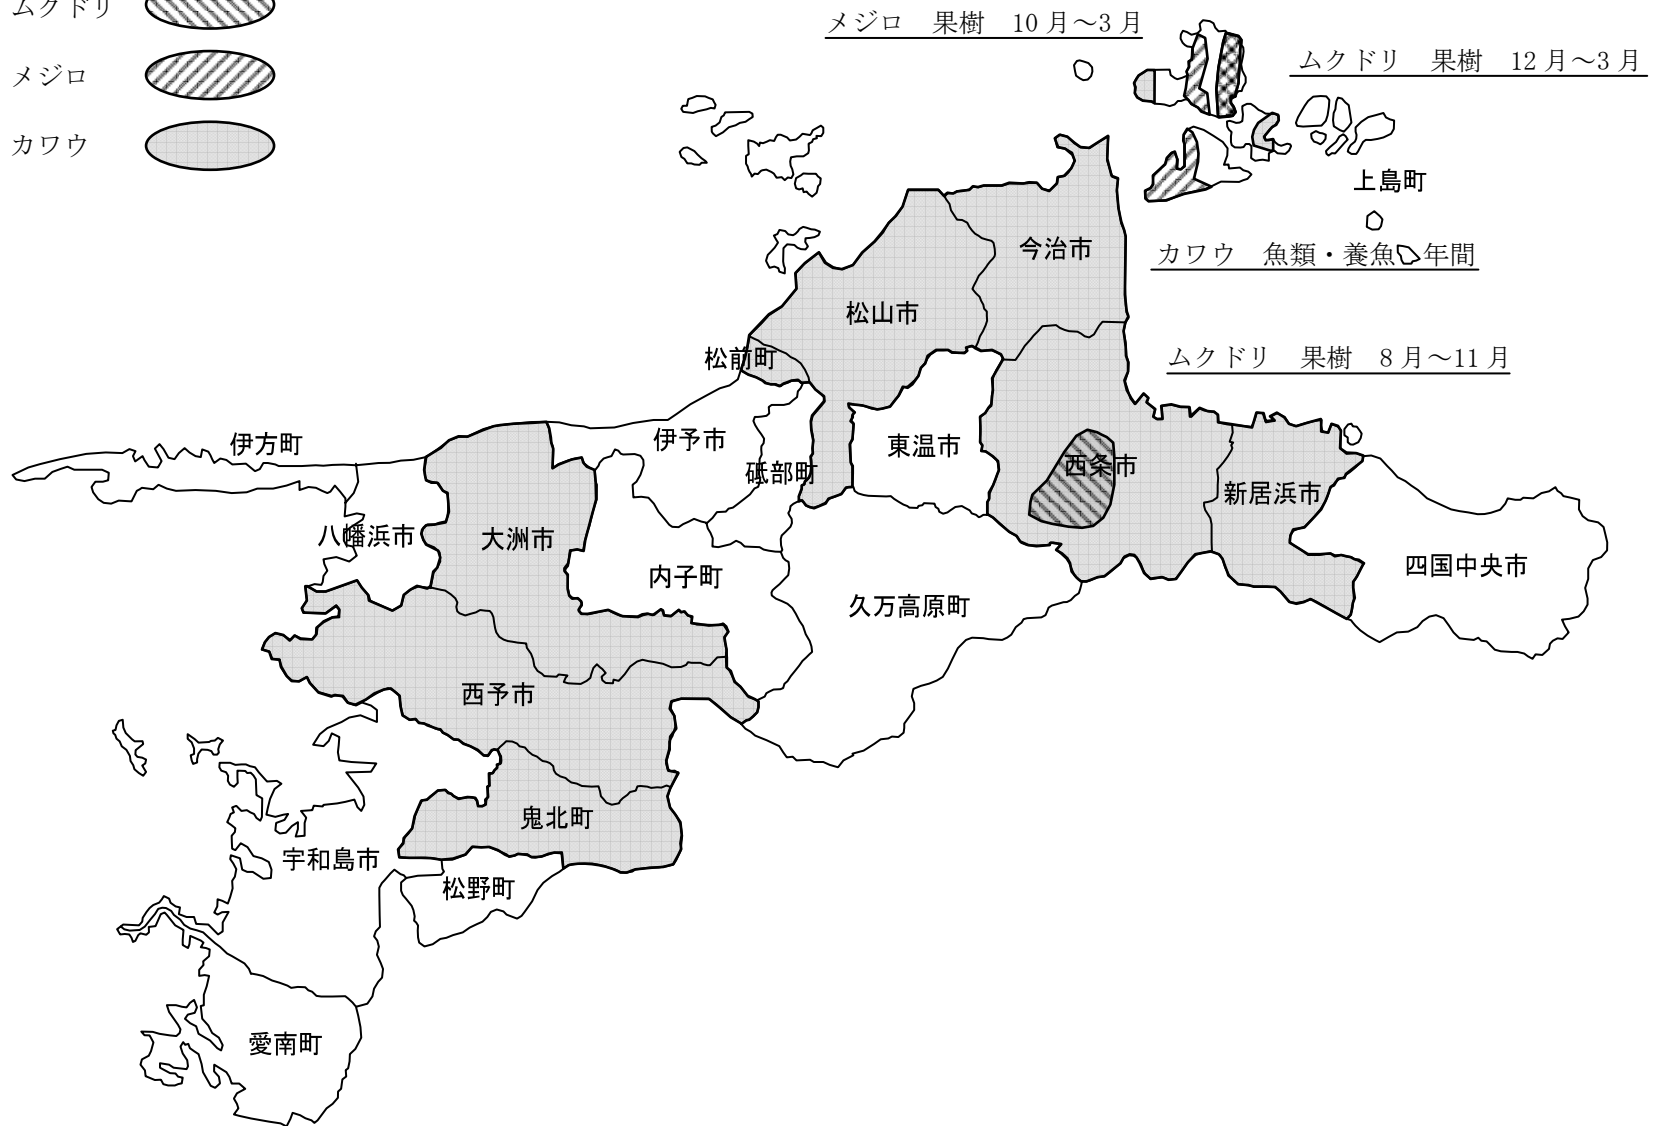 ムクドリ
メジロ
カワウ
メジロ 果樹 10月～3月
ムクドリ 果樹 12月～3月
上島町
カワウ 魚類・養魚 年間
今治市
松山市
松前町
ムクドリ 果樹 8月～11月
伊方町
伊予市
砥部町
東温市
西条市
新居浜市
八幡浜市
大洲市
内子町
久万高原町
四国中央市
西予市
鬼北町
宇和島市
松野町
愛南町